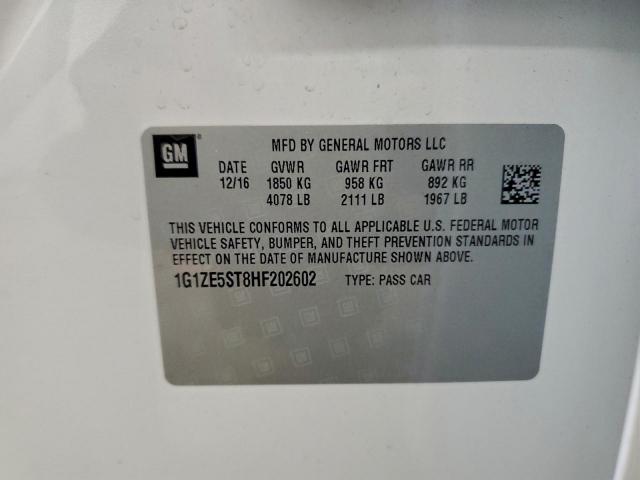 GM
MFD BY GENERAL MOTORS LLC
DATE GVWR GAWR FRT GAWR RR
12/16 1850 KG 958 KG 892 KG
4078 LB 2111 LB 1967 LB
THIS VEHICLE CONFORMS TO ALL APPLICABLE U.S. FEDERAL MOTOR
VEHICLE SAFETY, BUMPER, AND THEFT PREVENTION STANDARDS IN
EFFECT ON THE DATE OF MANUFACTURE SHOWN ABOVE.
1G1ZE5ST8HF202602 TYPE: PASS CAR